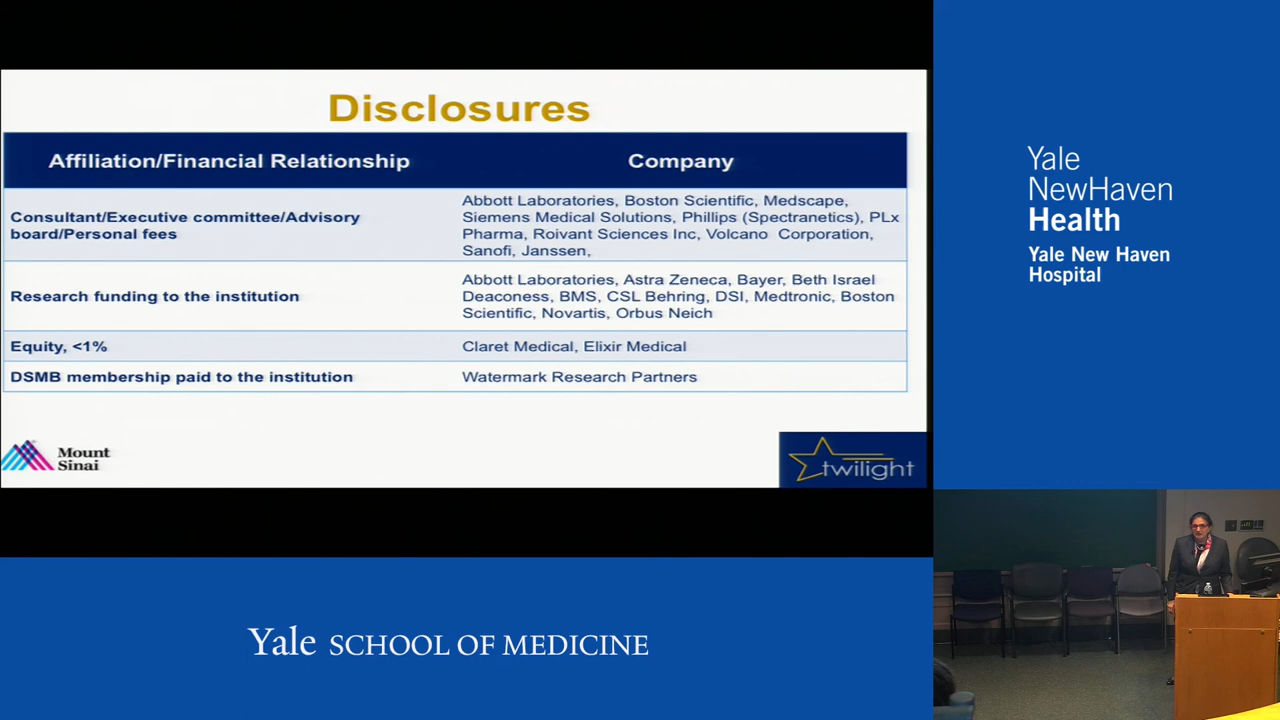 Disclosures
Affiliation/Financial Relationship
Company
Consultant/Executive committee/Advisory
board/Personal fees
Abbott Laboratories, Boston Scientific, Medscape,
Siemens Medical Solutions, Phillips (Spectranetics), PLx
Pharma, Roivant Sciences Inc, Volcano Corporation,
Sanofi, Janssen,
Research funding to the institution
Abbott Laboratories, Astra Zeneca, Bayer, Beth Israel
Deaconess, BMS, CSL Behring, DSI, Medtronic, Boston
Scientific, Novartis, Orbus Neich
Equity, <1%
Claret Medical, Elixir Medical
DSMB membership paid to the institution
Watermark Research Partners
Mount
Sinai
twilight
Yale
NewHaven
Health
Yale New Haven
Hospital
Yale SCHOOL OF MEDICINE